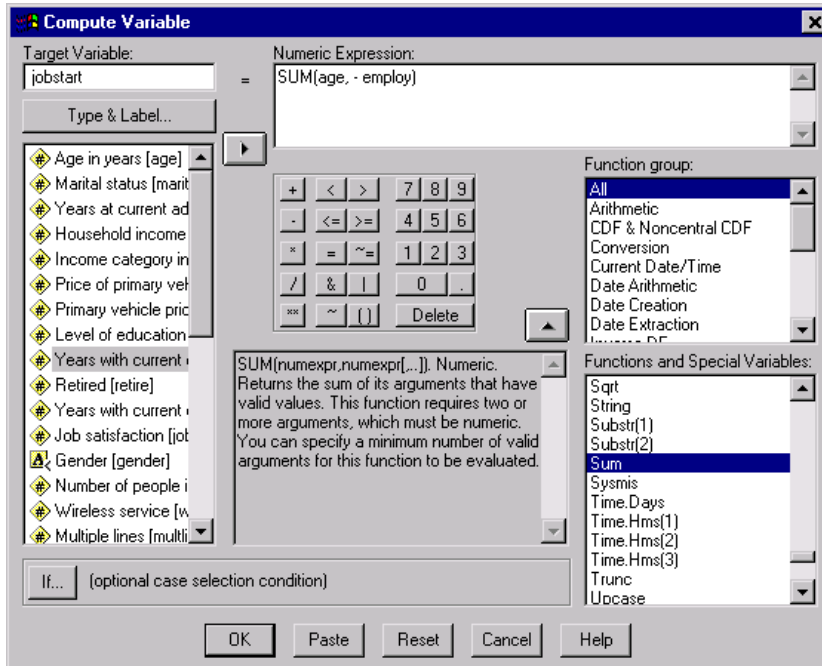 Compute Variable
Target Variable:
jobstart
=
Numeric Expression:
SUM(age, - employ)
Type & Label...
Age in years [age]
Marital status [marit
Years at current ad
Household income
Income category in
Price of primary veh
Primary vehicle pric
Level of education
Years with current
Retired [retire]
Years with current
Job satisfaction [job
Gender [gender]
Number of people i
Wireless service [w
Multiple lines [multli
+ < > 7 8 9
- <= >= 4 5 6
* = ~= 1 2 3
/ & | 0 .
** ~ () Delete
SUM(numexpr,numexpr[,..]). Numeric.
Returns the sum of its arguments that have
valid values. This function requires two or
more arguments, which must be numeric.
You can specify a minimum number of valid
arguments for this function to be evaluated.
Function group:
All
Arithmetic
CDF & Noncentral CDF
Conversion
Current Date/Time
Date Arithmetic
Date Creation
Date Extraction
Inverse DF
Functions and Special Variables:
Sqrt
String
Substr(1)
Substr(2)
Sum
Sysmis
Time.Days
Time.Hms(1)
Time.Hms(2)
Time.Hms(3)
Trunc
Upcase
If...
(optional case selection condition)
OK
Paste
Reset
Cancel
Help